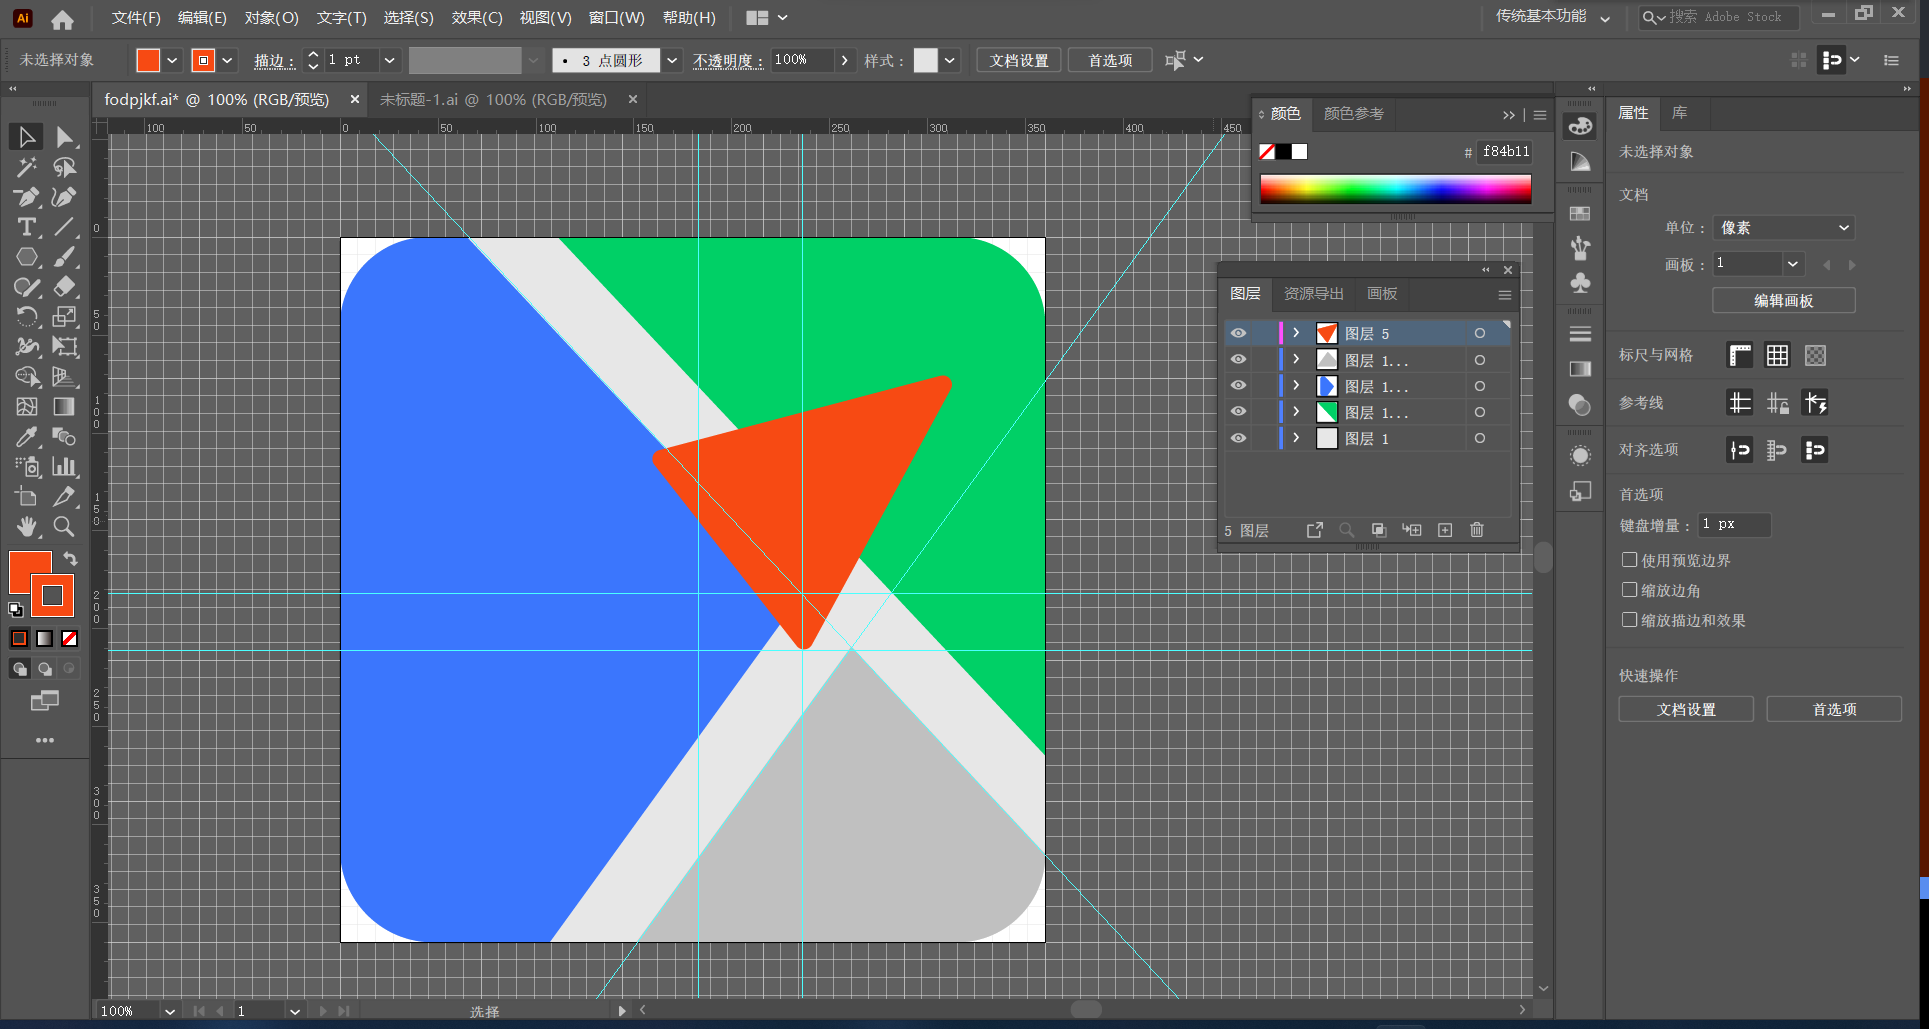 Ai 文件(F) 编辑(E) 对象(O) 文字(T) 选择(S) 效果(C) 视图(V) 窗口(W) 帮助(H) 传统基本功能 搜索 Adobe Stock
未选择对象 描边： 1 pt 3 点圆形 不透明度： 100% 样式： 文档设置 首选项
fodpjkf.ai* @ 100% (RGB/预览) × 未标题-1.ai @ 100% (RGB/预览) ×
100 50 0 50 100 150 200 250 300 350 400 450
0
50
100
150
200
250
300
350
颜色 颜色参考
# f84b11
图层 资源导出 画板
图层 5
图层 1...
图层 1...
图层 1...
图层 1
5 图层
属性 库
未选择对象
文档
单位： 像素
画板： 1
编辑画板
标尺与网格
参考线
对齐选项
首选项
键盘增量： 1 px
使用预览边界
缩放边角
缩放描边和效果
快速操作
文档设置 首选项
100% 1 选择